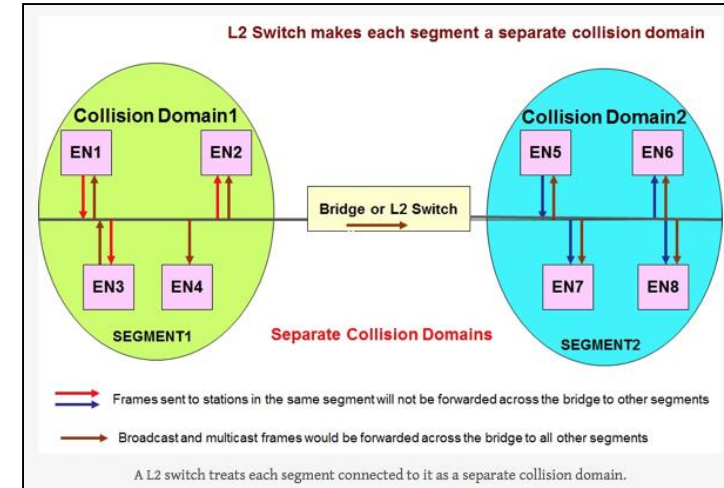 L2 Switch makes each segment a separate collision domain
Collision Domain1
Collision Domain2
EN1
EN2
EN5
EN6
Bridge or L2 Switch
EN3
EN4
EN7
EN8
SEGMENT1
Separate Collision Domains
SEGMENT2
Frames sent to stations in the same segment will not be forwarded across the bridge to other segments
Broadcast and multicast frames would be forwarded across the bridge to all other segments
A L2 switch treats each segment connected to it as a separate collision domain.